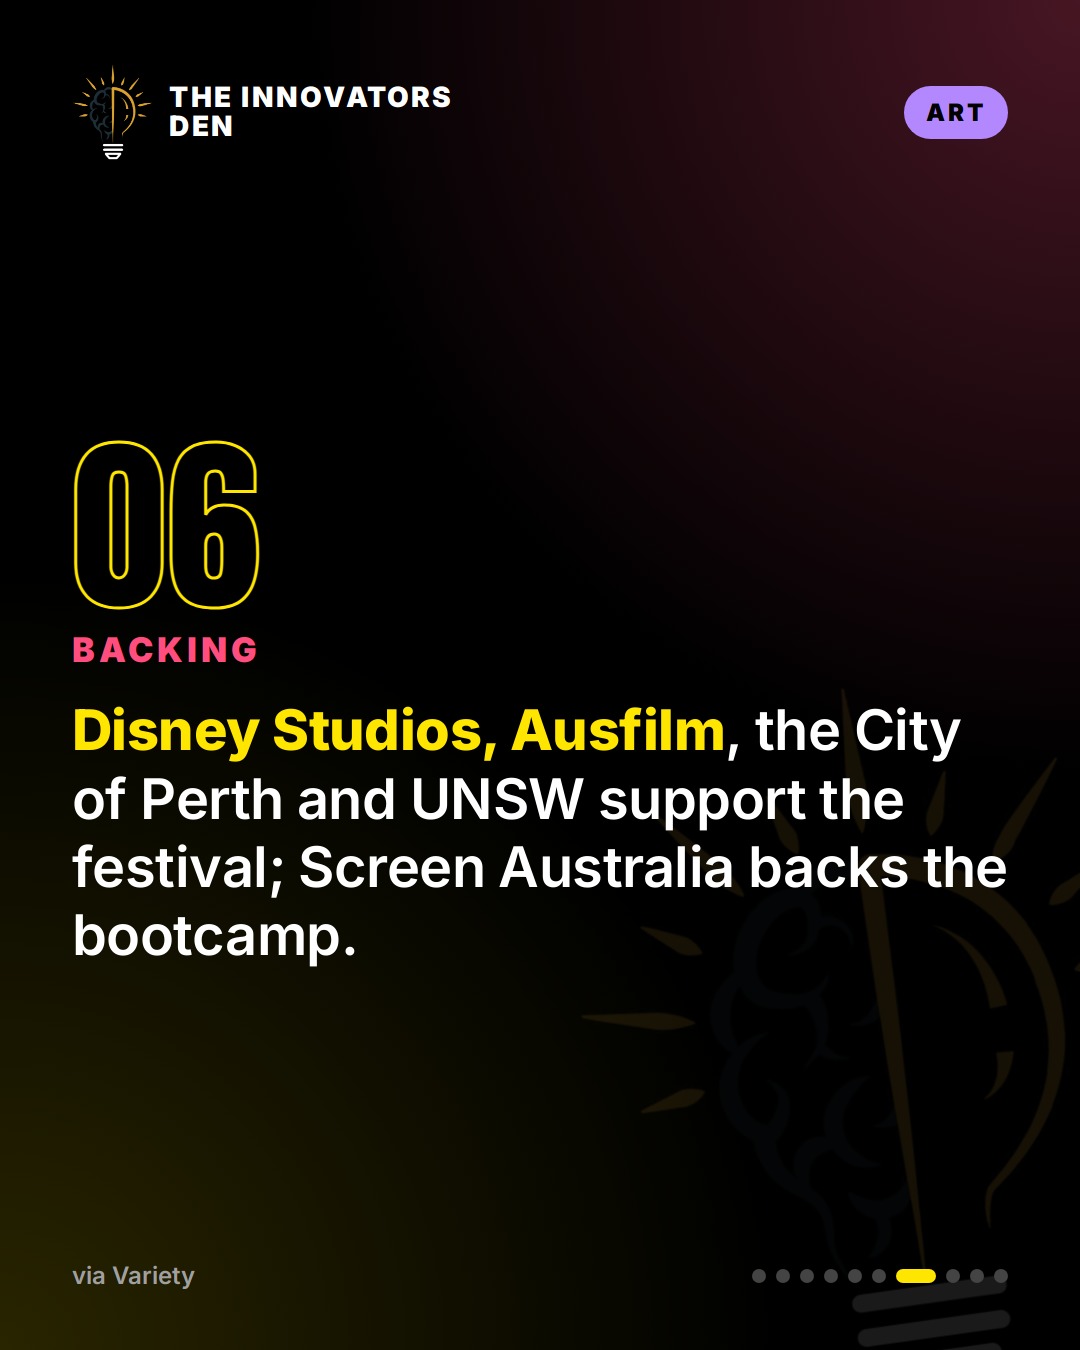 THE INNOVATORS
DEN
ART
06
BACKING
Disney Studios, Ausfilm, the City
of Perth and UNSW support the
festival; Screen Australia backs the
bootcamp.
via Variety